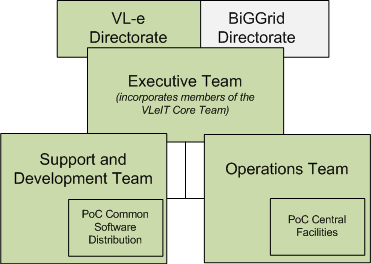 VL-e
Directorate
BiGGrid
Directorate
Executive Team
(incorporates members of the
VLeIT Core Team)
Support and
Development Team
PoC Common
Software
Distribution
Operations Team
PoC Central
Facilities